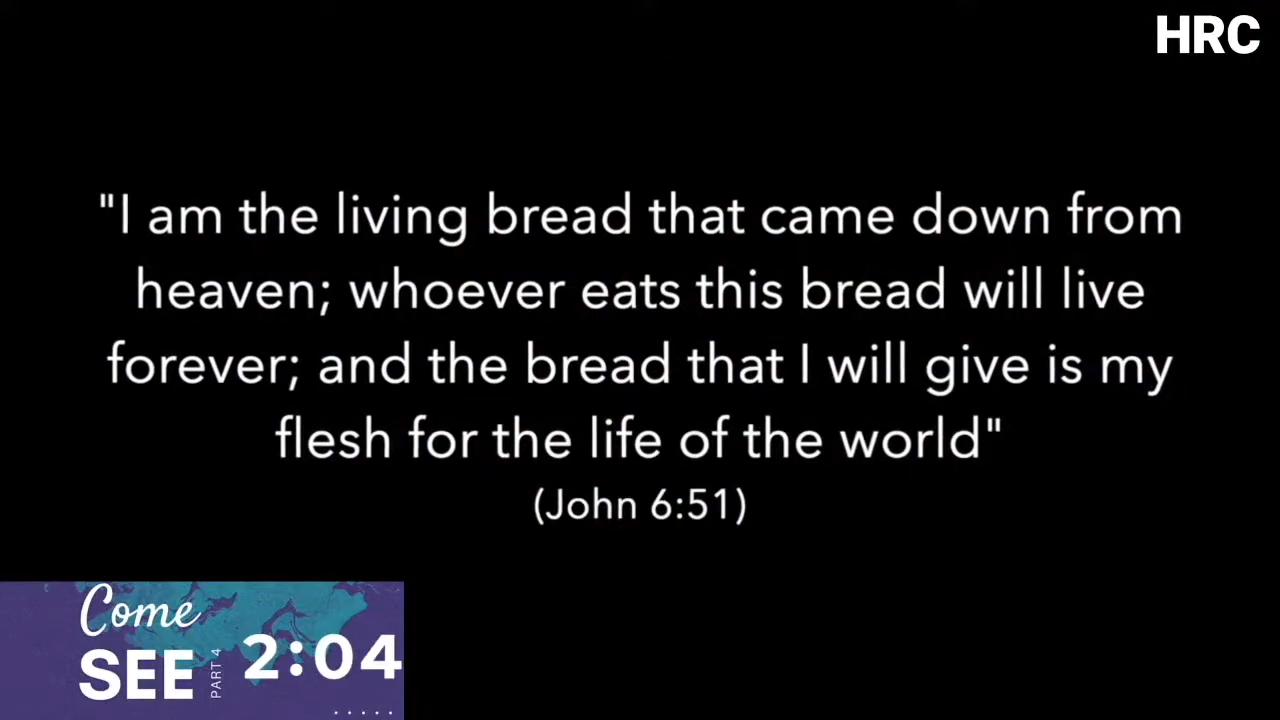 HRC
"I am the living bread that came down from
heaven; whoever eats this bread will live
forever; and the bread that I will give is my
flesh for the life of the world"
(John 6:51)
Come
SEE
PART 4
2:04